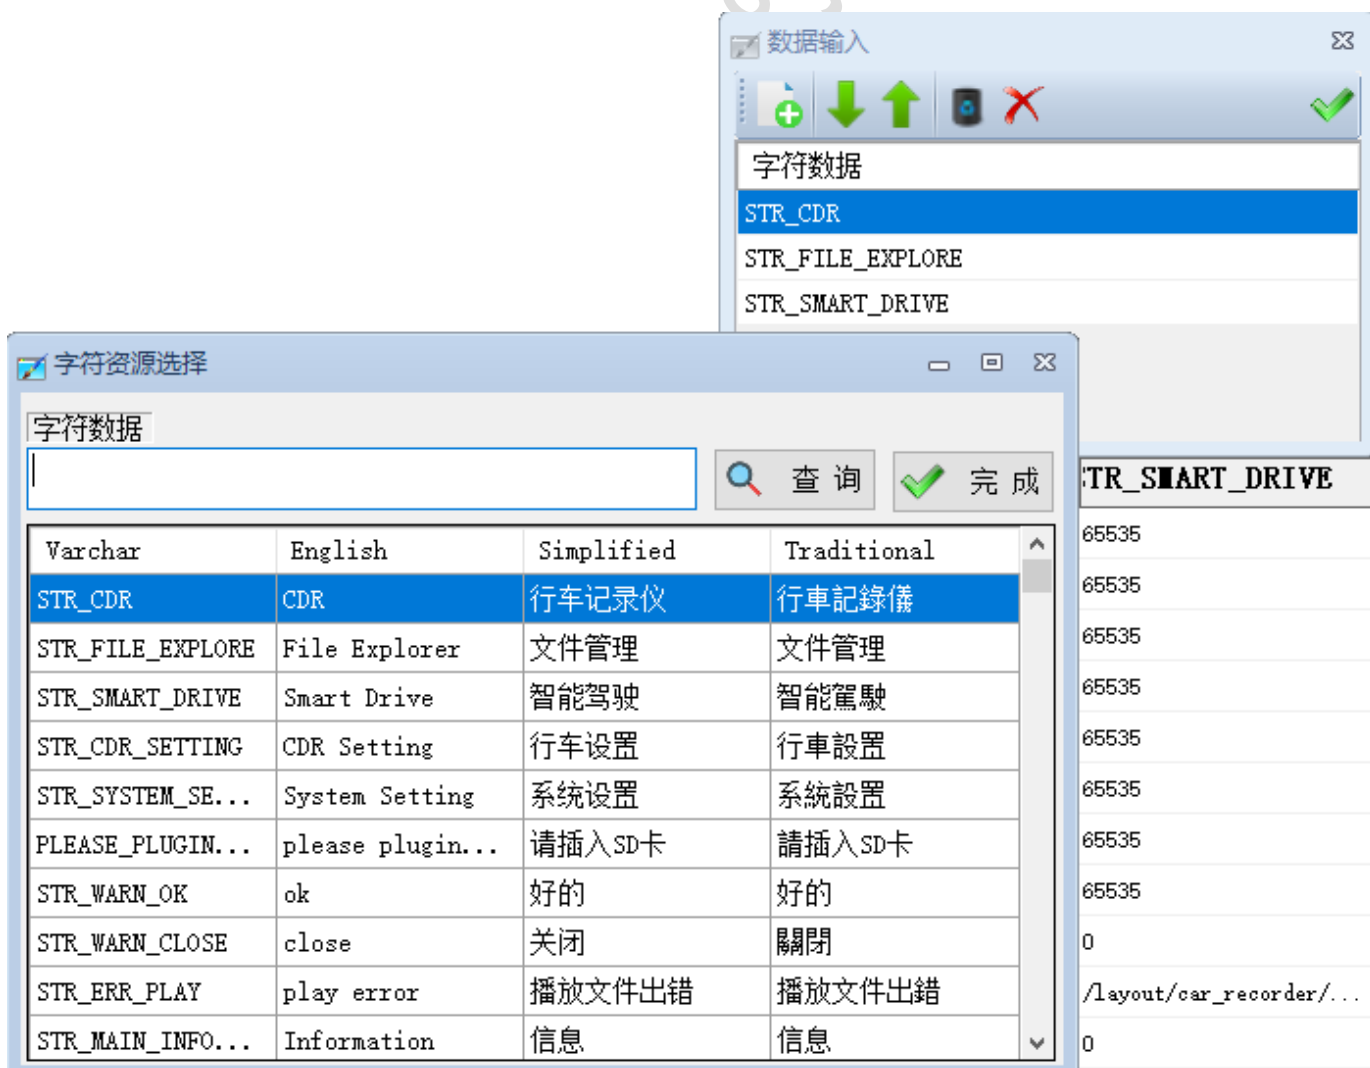 数据输入
字符数据
STR_CDR
STR_FILE_EXPLORE
STR_SMART_DRIVE
字符资源选择
字符数据
查 询 完 成
Varchar English Simplified Traditional
STR_CDR CDR 行车记录仪 行車記錄儀
STR_FILE_EXPLORE File Explorer 文件管理 文件管理
STR_SMART_DRIVE Smart Drive 智能驾驶 智能駕駛
STR_CDR_SETTING CDR Setting 行车设置 行車設置
STR_SYSTEM_SE... System Setting 系统设置 系統設置
PLEASE_PLUGIN... please plugin... 请插入SD卡 請插入SD卡
STR_WARN_OK ok 好的 好的
STR_WARN_CLOSE close 关闭 關閉
STR_ERR_PLAY play error 播放文件出错 播放文件出錯
STR_MAIN_INFO... Information 信息 信息
TR_SMART_DRIVE
65535
65535
65535
65535
65535
65535
65535
65535
0
/layout/car_recorder/...
0